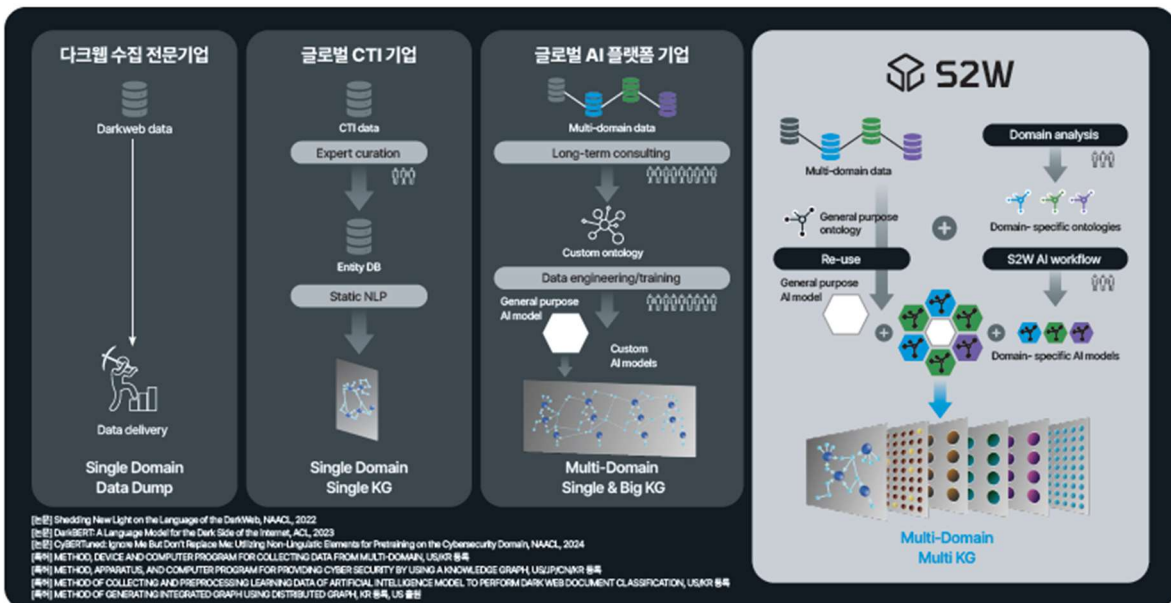 다크웹 수집 전문기업
Darkweb data
Data delivery
Single Domain
Data Dump
글로벌 CTI 기업
CTI data
Expert curation
Entity DB
Static NLP
Single Domain
Single KG
글로벌 AI 플랫폼 기업
Multi-domain data
Long-term consulting
Custom ontology
Data engineering/training
General purpose
AI model
Custom
AI models
Multi-Domain
Single & Big KG
S2W
Multi-domain data
Domain analysis
General purpose
ontology
Domain- specific ontologies
Re-use
S2W AI workflow
General purpose
AI model
Domain- specific AI models
Multi-Domain
Multi KG
[논문] Shedding New Light on the Language of the DarkWeb, NAACL, 2022
[논문] DarkBERT: A Language Model for the Dark Side of the Internet, ACL, 2023
[논문] CyBERTuned: Ignore Me But Don't Replace Me: Utilizing Non-Linguistic Elements for Pretraining on the Cybersecurity Domain, NAACL, 2024
[특허] METHOD, DEVICE AND COMPUTER PROGRAM FOR COLLECTING DATA FROM MULTI-DOMAIN, US/KR 등록
[특허] METHOD, APPARATUS, AND COMPUTER PROGRAM FOR PROVIDING CYBER SECURITY BY USING A KNOWLEDGE GRAPH, US/JP/CN/KR 등록
[특허] METHOD OF COLLECTING AND PREPROCESSING LEARNING DATA OF ARTIFICIAL INTELLIGENCE MODEL TO PERFORM DARK WEB DOCUMENT CLASSIFICATION, US/KR 등록
[특허] METHOD OF GENERATING INTEGRATED GRAPH USING DISTRIBUTED GRAPH, KR 등록, US 출원